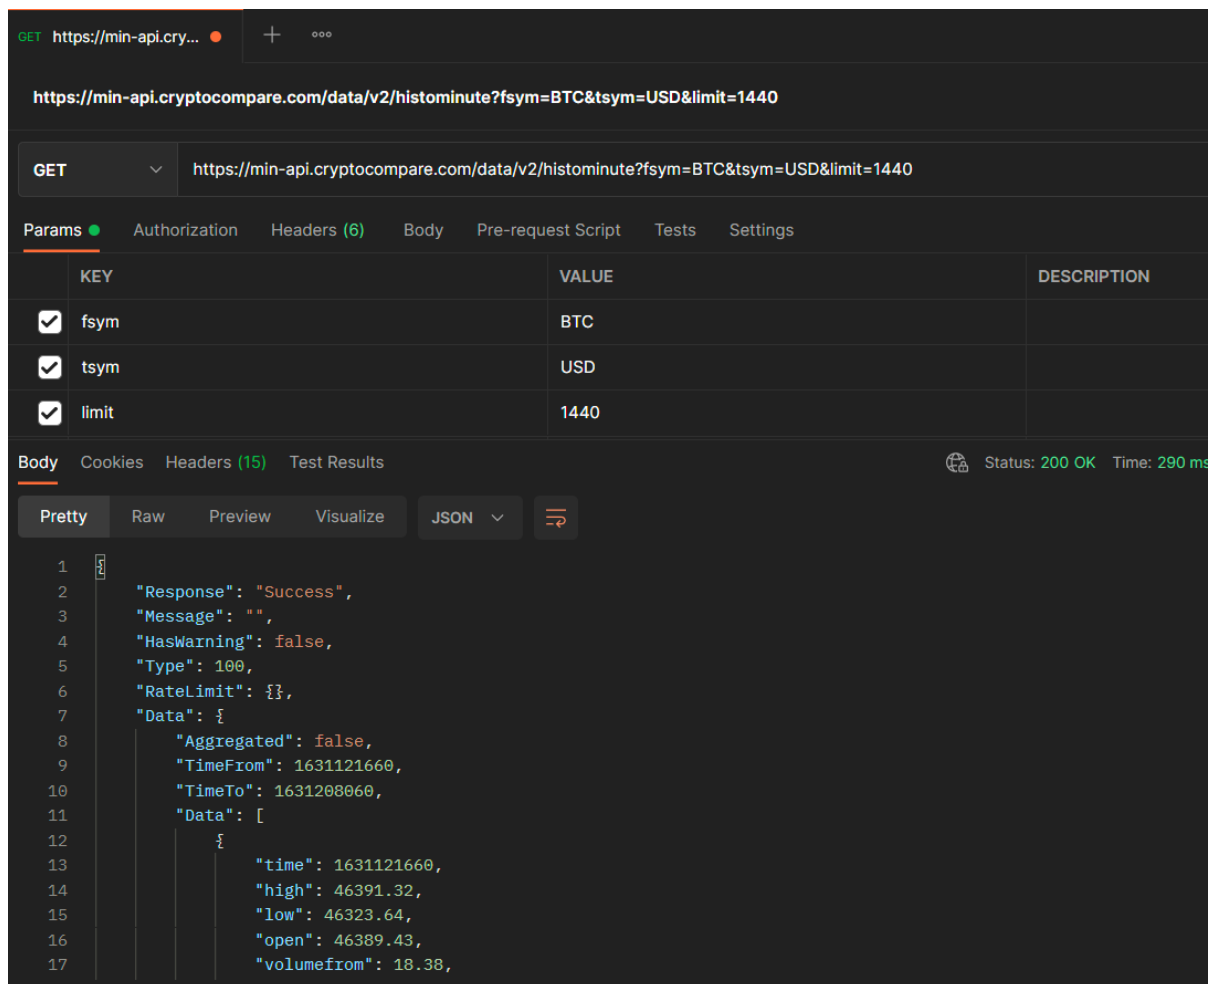 GET https://min-api.cry...
https://min-api.cryptocompare.com/data/v2/histominute?fsym=BTC&tsym=USD&limit=1440
GET https://min-api.cryptocompare.com/data/v2/histominute?fsym=BTC&tsym=USD&limit=1440
Params Authorization Headers (6) Body Pre-request Script Tests Settings
KEY VALUE DESCRIPTION
fsym BTC
tsym USD
limit 1440
Body Cookies Headers (15) Test Results Status: 200 OK Time: 290 ms
Pretty Raw Preview Visualize JSON
1 {
2 "Response": "Success",
3 "Message": "",
4 "HasWarning": false,
5 "Type": 100,
6 "RateLimit": {},
7 "Data": {
8 "Aggregated": false,
9 "TimeFrom": 1631121660,
10 "TimeTo": 1631208060,
11 "Data": [
12 {
13 "time": 1631121660,
14 "high": 46391.32,
15 "low": 46323.64,
16 "open": 46389.43,
17 "volumefrom": 18.38,